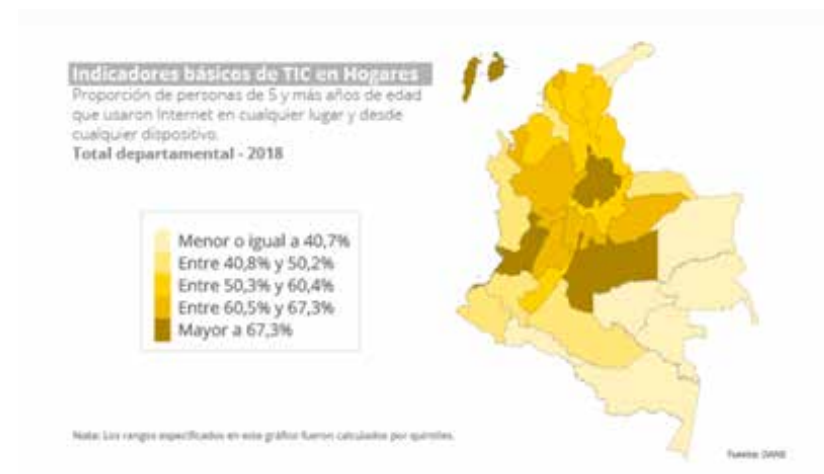 Indicadores básicos de TIC en Hogares
Proporción de personas de 5 y más años de edad
que usaron Internet en cualquier lugar y desde
cualquier dispositivo.
Total departamental - 2018
Menor o igual a 40,7%
Entre 40,8% y 50,2%
Entre 50,3% y 60,4%
Entre 60,5% y 67,3%
Mayor a 67,3%
Nota: Los rangos especificados en este gráfico fueron calculados por quintiles.
Fuente: DANE